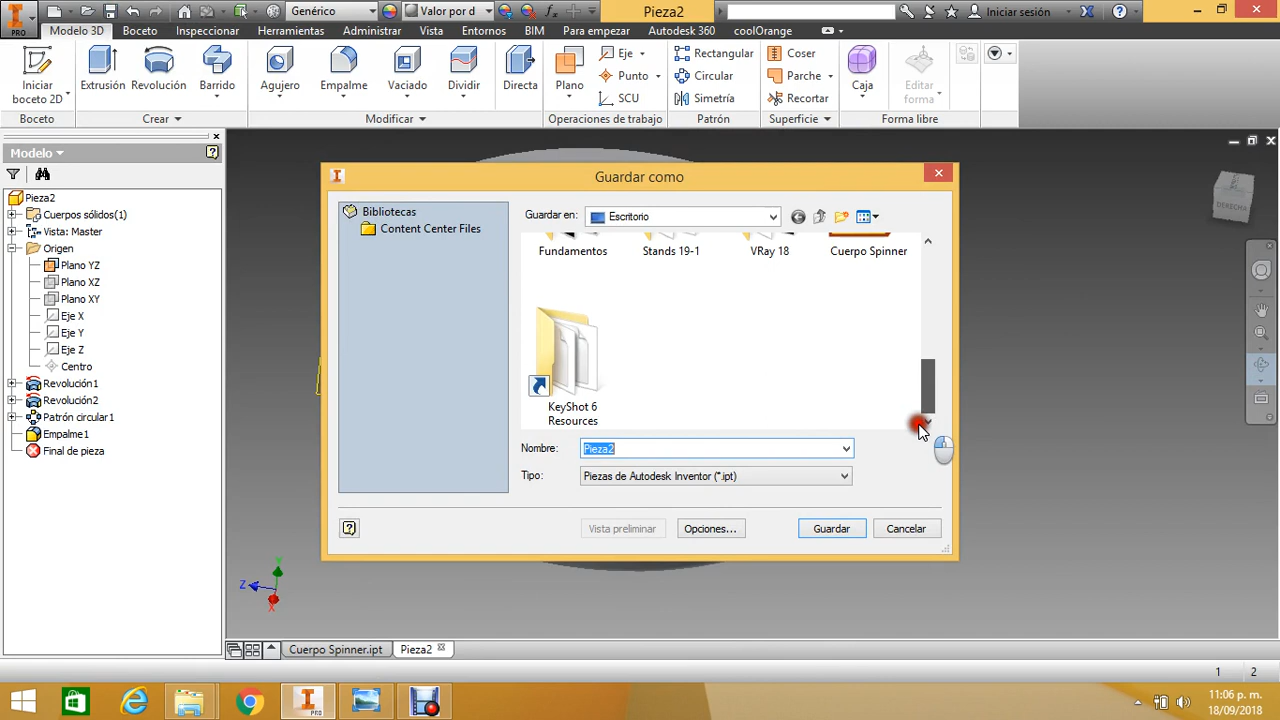 Genérico
Valor por d
Pieza2
Iniciar sesión
PRO
Modelo 3D
Boceto
Inspeccionar
Herramientas
Administrar
Vista
Entornos
BIM
Para empezar
Autodesk 360
coolOrange
Iniciar
boceto 2D
Extrusión
Revolución
Barrido
Agujero
Empalme
Vaciado
Dividir
Directa
Plano
Eje
Punto
SCU
Rectangular
Circular
Simetría
Coser
Parche
Recortar
Caja
Editar
forma
Boceto
Crear
Modificar
Operaciones de trabajo
Patrón
Superficie
Forma libre
Modelo
Pieza2
Cuerpos sólidos(1)
Vista: Master
Origen
Plano YZ
Plano XZ
Plano XY
Eje X
Eje Y
Eje Z
Centro
Revolución1
Revolución2
Patrón circular1
Empalme1
Final de pieza
Guardar como
Bibliotecas
Content Center Files
Guardar en:
Escritorio
Fundamentos
Stands 19-1
VRay 18
Cuerpo Spinner
KeyShot 6
Resources
Nombre:
Pieza2
Tipo:
Piezas de Autodesk Inventor (*.ipt)
Vista preliminar
Opciones...
Guardar
Cancelar
DERECHA
Z
Y
X
Cuerpo Spinner.ipt
Pieza2
1
2
PRO
11:06 p. m.
18/09/2018